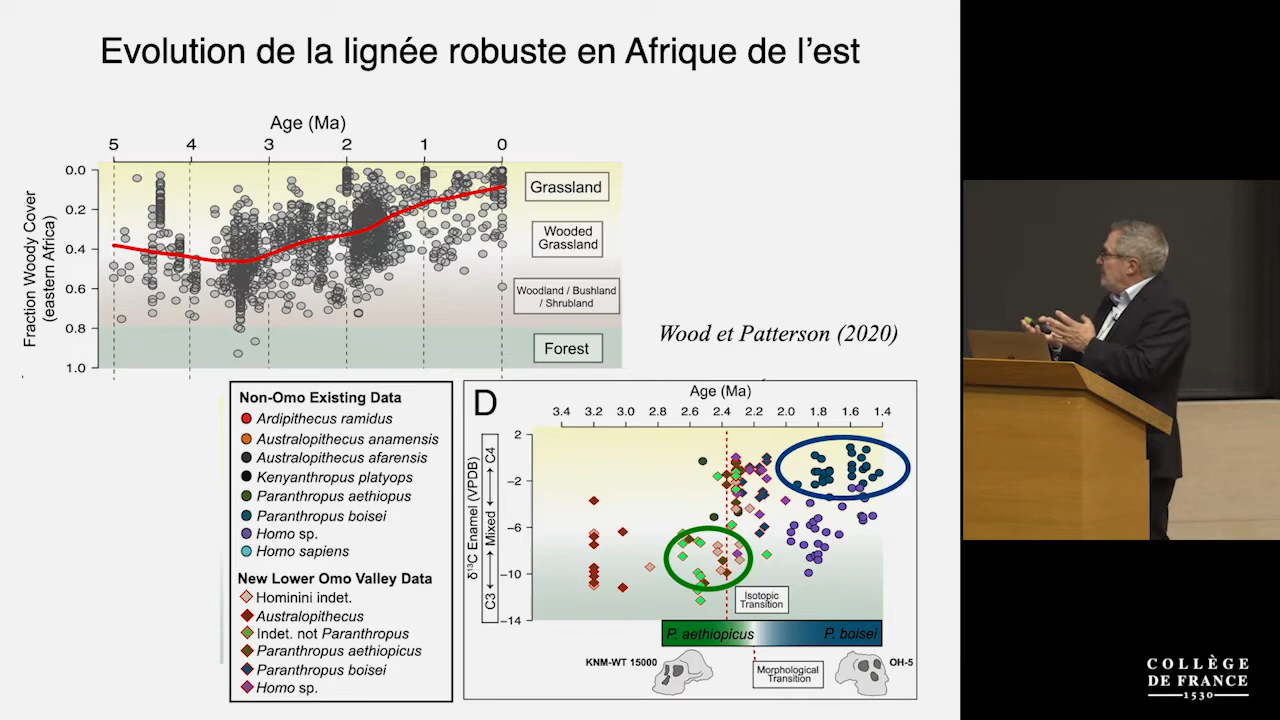 Evolution de la lignée robuste en Afrique de l'est
Age (Ma)
5 4 3 2 1 0
Fraction Woody Cover
(eastern Africa)
0.0
0.2
0.4
0.6
0.8
1.0
Grassland
Wooded
Grassland
Woodland / Bushland
/ Shrubland
Forest
Wood et Patterson (2020)
Non-Omo Existing Data
Ardipithecus ramidus
Australopithecus anamensis
Australopithecus afarensis
Kenyanthropus platyops
Paranthropus aethiopus
Paranthropus boisei
Homo sp.
Homo sapiens
New Lower Omo Valley Data
Hominini indet.
Australopithecus
Indet. not Paranthropus
Paranthropus aethiopicus
Paranthropus boisei
Homo sp.
D
Age (Ma)
3.4 3.2 3.0 2.8 2.6 2.4 2.2 2.0 1.8 1.6 1.4
δ¹³C Enamel (VPDB)
C3 ← Mixed → C4
2
−2
−6
−10
−14
Isotopic
Transition
P. aethiopicus
P. boisei
KNM-WT 15000
Morphological
Transition
OH-5
COLLÈGE
DE FRANCE
1530